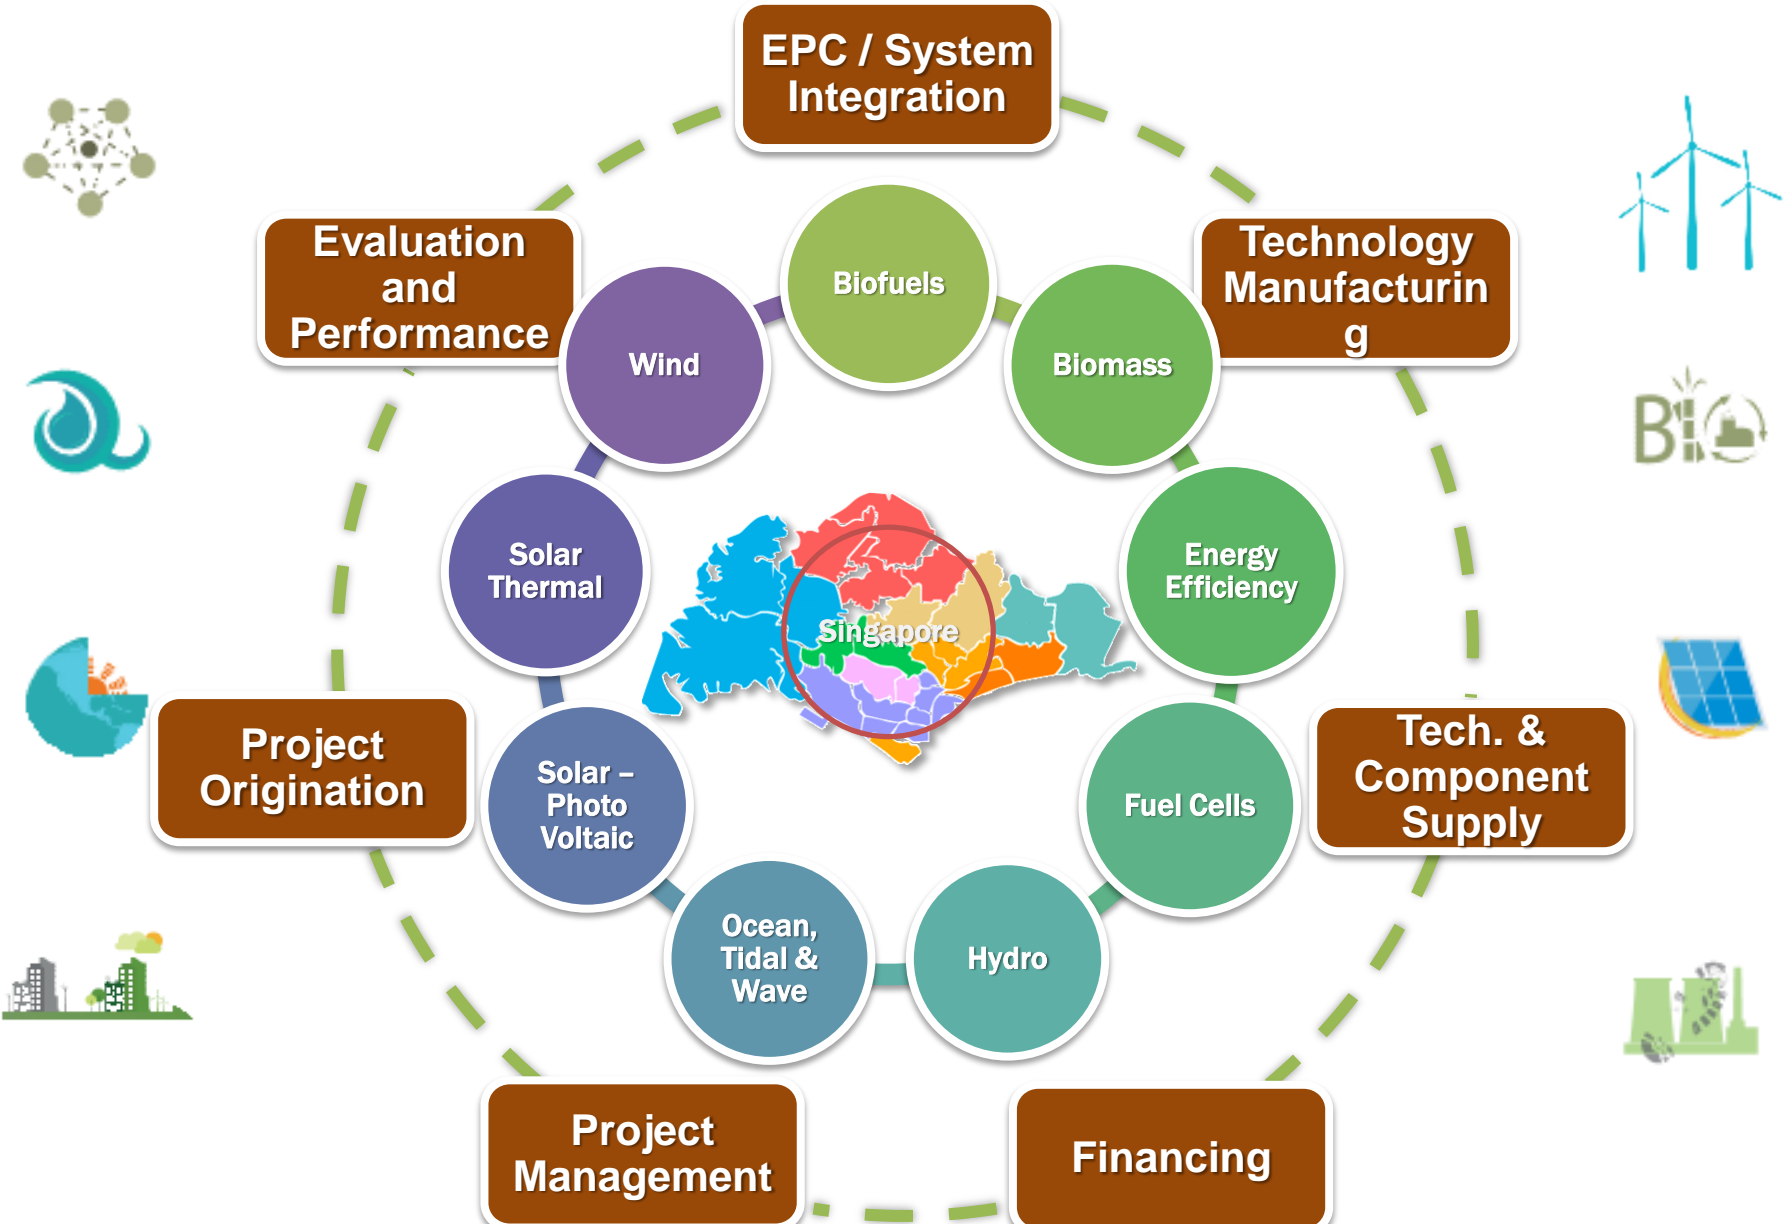 EPC / System
Integration
Evaluation
and
Performance
Technology
Manufacturin
g
Biofuels
Wind
Biomass
BIO
Solar
Thermal
Energy
Efficiency
Singapore
Project
Origination
Tech. &
Component
Supply
Solar –
Photo
Voltaic
Fuel Cells
Ocean,
Tidal &
Wave
Hydro
Project
Management
Financing